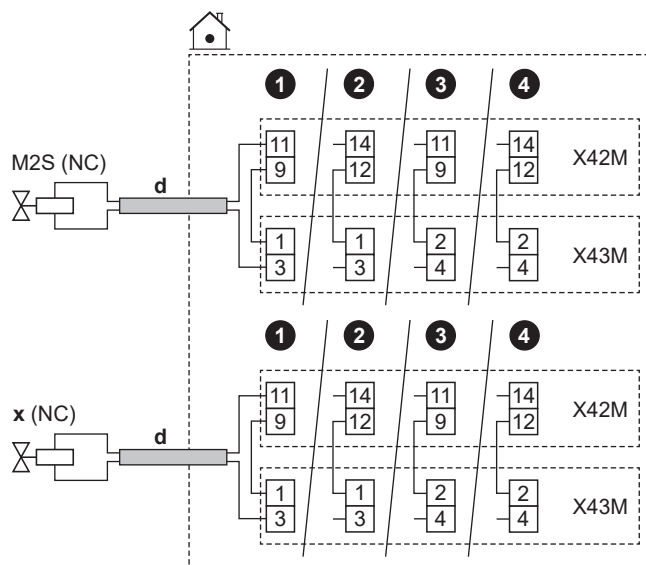 1 2 3 4
M2S (NC)
d
11 14 11 14
9 12 9 12
X42M
1 1 2 2
3 3 4 4
X43M
1 2 3 4
x (NC)
d
11 14 11 14
9 12 9 12
X42M
1 1 2 2
3 3 4 4
X43M